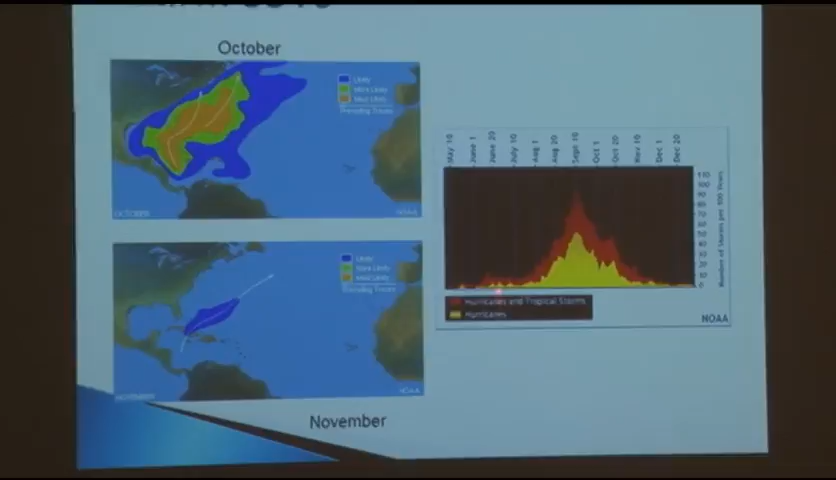 October
Likely
More Likely
Most Likely
Prevailing Tracks
OCTOBER
NOAA
Likely
More Likely
Most Likely
Prevailing Tracks
NOVEMBER
NOAA
November
May 10
June 1
June 20
July 10
Aug 1
Aug 20
Sept 10
Oct 1
Oct 20
Nov 10
Dec 1
Dec 20
110
100
90
80
70
60
50
40
30
20
10
0
Number of Storms per 100 Years
Hurricanes and Tropical Storms
Hurricanes
NOAA